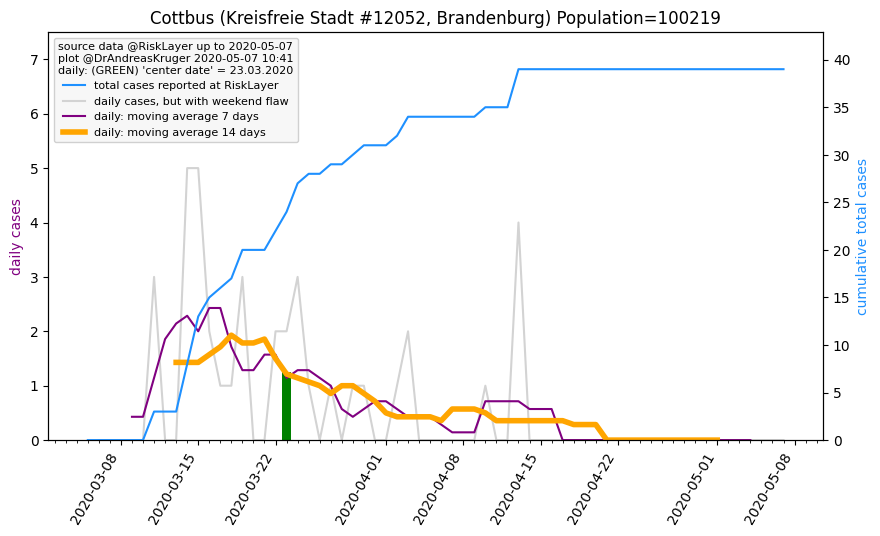 Cottbus (Kreisfreie Stadt #12052, Brandenburg) Population=100219
source data @RiskLayer up to 2020-05-07
plot @DrAndreasKruger 2020-05-07 10:41
daily: (GREEN) 'center date' = 23.03.2020
total cases reported at RiskLayer
daily cases, but with weekend flaw
daily: moving average 7 days
daily: moving average 14 days
daily cases
7
6
5
4
3
2
1
0
cumulative total cases
40
35
30
25
20
15
10
5
0
2020-03-08
2020-03-15
2020-03-22
2020-04-01
2020-04-08
2020-04-15
2020-04-22
2020-05-01
2020-05-08